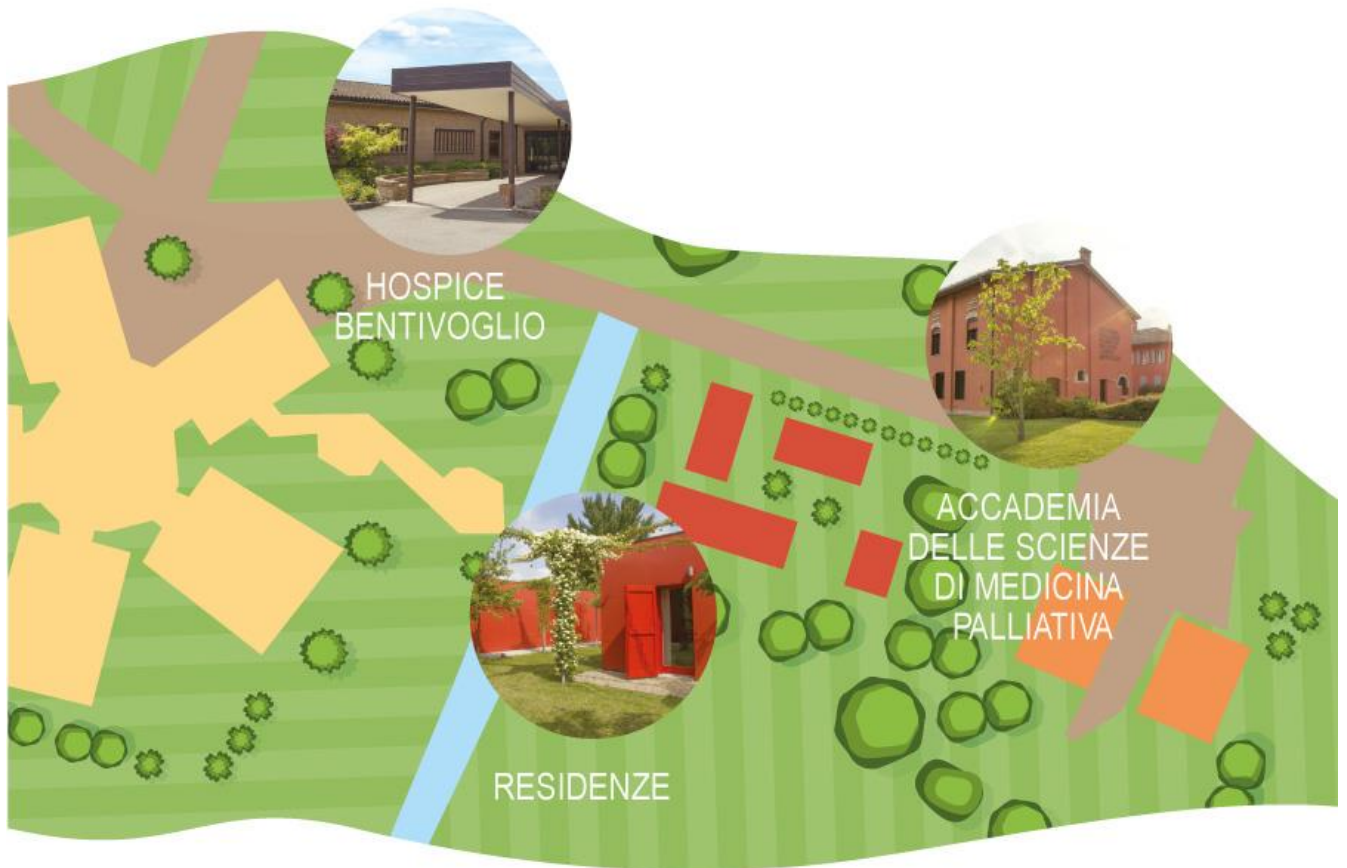 HOSPICE
BENTIVOGLIO
ACCADEMIA
DELLE SCIENZE
DI MEDICINA
PALLIATIVA
RESIDENZE